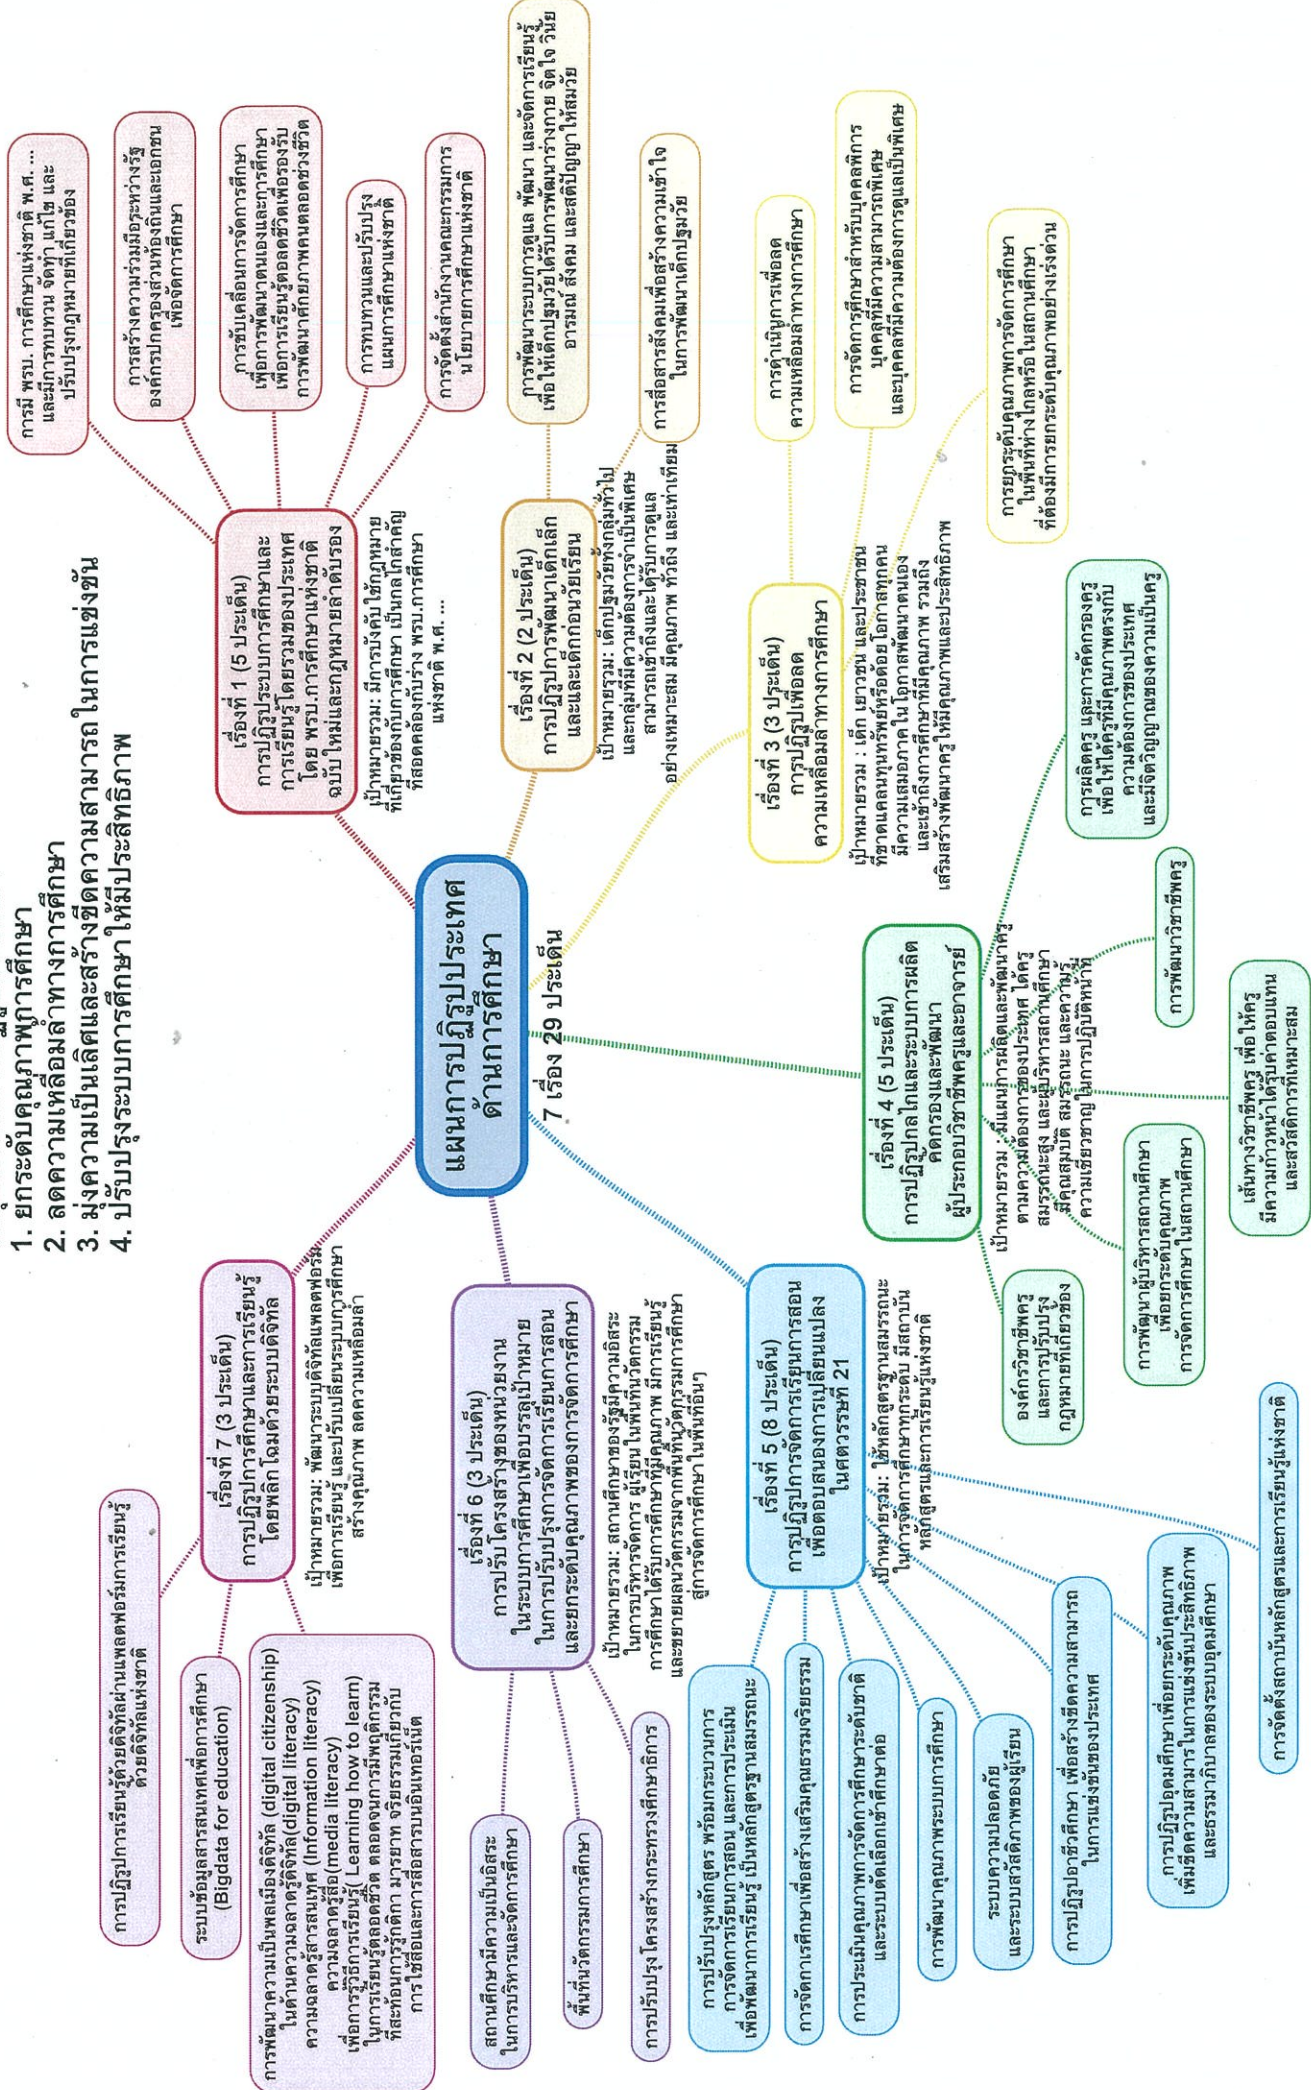 1. ยกระดับคุณภาพการศึกษา
2. ลดความเหลื่อมล้ำทางการศึกษา
3. มุ่งความเป็นเลิศและสร้างขีดความสามารถในการแข่งขัน
4. ปรับปรุงระบบการศึกษาให้มีประสิทธิภาพ
แผนการปฏิรูปประเทศ
ด้านการศึกษา
7 เรื่อง 29 ประเด็น
เรื่องที่ 1 (5 ประเด็น)
การปฏิรูประบบการศึกษาและ
การเรียนรู้โดยรวมของประเทศ
โดย พรบ.การศึกษาแห่งชาติ
ฉบับใหม่และกฎหมายลำดับรอง
เป้าหมายรวม: มีการบังคับใช้กฎหมาย
ที่เกี่ยวข้องกับการศึกษา เป็นกลไกสำคัญ
ที่สอดคล้องกับร่าง พรบ.การศึกษา
แห่งชาติ พ.ศ. ...
การมี พรบ. การศึกษาแห่งชาติ พ.ศ. ...
และมีการทบทวน จัดทำ แก้ไข และ
ปรับปรุงกฎหมายที่เกี่ยวข้อง
การสร้างความร่วมมือระหว่างรัฐ
องค์กรปกครองส่วนท้องถิ่นและเอกชน
เพื่อจัดการศึกษา
การขับเคลื่อนการจัดการศึกษา
เพื่อการพัฒนาตนเองและการศึกษา
เพื่อการเรียนรู้ตลอดชีวิตเพื่อรองรับ
การพัฒนาศักยภาพคนตลอดช่วงชีวิต
การทบทวนและปรับปรุง
แผนการศึกษาแห่งชาติ
การจัดตั้งสำนักงานคณะกรรมการ
นโยบายการศึกษาแห่งชาติ
เรื่องที่ 2 (2 ประเด็น)
การปฏิรูปการพัฒนาเด็กเล็ก
และและเด็กก่อนวัยเรียน
เป้าหมายรวม: เด็กปฐมวัยทั้งกลุ่มทั่วไป
และกลุ่มที่มีความต้องการจำเป็นพิเศษ
สามารถเข้าถึงและได้รับการดูแล
อย่างเหมาะสม มีคุณภาพ ทั่วถึง และเท่าเทียม
การพัฒนาระบบการดูแล พัฒนา และจัดการเรียนรู้
เพื่อให้เด็กปฐมวัยได้รับการพัฒนาร่างกาย จิตใจ วินัย
อารมณ์ สังคม และสติปัญญาให้สมวัย
การสื่อสารสังคมเพื่อสร้างความเข้าใจ
ในการพัฒนาเด็กปฐมวัย
เรื่องที่ 3 (3 ประเด็น)
การปฏิรูปเพื่อลด
ความเหลื่อมล้ำทางการศึกษา
เป้าหมายรวม : เด็ก เยาวชน และประชาชน
ที่ขาดแคลนทุนทรัพย์หรือด้อยโอกาสทุกคน
มีความเสมอภาคในโอกาสพัฒนาตนเอง
และเข้าถึงการศึกษาที่มีคุณภาพ รวมถึง
เสริมสร้างพัฒนาครูให้มีคุณภาพและประสิทธิภาพ
การดำเนินการเพื่อลด
ความเหลื่อมล้ำทางการศึกษา
การจัดการศึกษาสำหรับบุคคลพิการ
บุคคลที่มีความสามารถพิเศษ
และบุคคลที่มีความต้องการดูแลเป็นพิเศษ
การยกระดับคุณภาพการจัดการศึกษา
ในพื้นที่ห่างไกลหรือในสถานศึกษา
ที่ต้องมีการยกระดับคุณภาพอย่างเร่งด่วน
เรื่องที่ 4 (5 ประเด็น)
การปฏิรูปกลไกและระบบการผลิต
คัดกรองและพัฒนา
ผู้ประกอบวิชาชีพครูและอาจารย์
เป้าหมายรวม : มีแผนการผลิตและพัฒนาครู
ตามความต้องการของประเทศ ได้ครู
สมรรถนะสูง และผู้บริหารสถานศึกษา
มีคุณสมบัติ สมรรถนะ และความรู้
ความเชี่ยวชาญในการปฏิบัติหน้าที่
การผลิตครู และการคัดกรองครู
เพื่อให้ได้ครูที่มีคุณภาพตรงกับ
ความต้องการของประเทศ
และมีจิตวิญญาณของความเป็นครู
การพัฒนาวิชาชีพครู
เส้นทางวิชาชีพครู เพื่อให้ครู
มีความก้าวหน้าได้รับค่าตอบแทน
และสวัสดิการที่เหมาะสม
การพัฒนาผู้บริหารสถานศึกษา
เพื่อยกระดับคุณภาพ
การจัดการศึกษาในสถานศึกษา
องค์กรวิชาชีพครู
และการปรับปรุง
กฎหมายที่เกี่ยวข้อง
เรื่องที่ 5 (8 ประเด็น)
การปฏิรูปการจัดการเรียนการสอน
เพื่อตอบสนองการเปลี่ยนแปลง
ในศตวรรษที่ 21
เป้าหมายรวม: ใช้หลักสูตรฐานสมรรถนะ
ในการจัดการศึกษาทุกระดับ มีสถาบัน
หลักสูตรและการเรียนรู้แห่งชาติ
การปรับปรุงหลักสูตร พร้อมกระบวนการ
การจัดการเรียนการสอน และการประเมิน
เพื่อพัฒนาการเรียนรู้ เป็นหลักสูตรฐานสมรรถนะ
การจัดการศึกษาเพื่อสร้างเสริมคุณธรรมจริยธรรม
การประเมินคุณภาพการจัดการศึกษาระดับชาติ
และระบบคัดเลือกเข้าศึกษาต่อ
การพัฒนาคุณภาพระบบการศึกษา
ระบบความปลอดภัย
และระบบสวัสดิภาพของผู้เรียน
การปฏิรูปอาชีวศึกษา เพื่อสร้างขีดความสามารถ
ในการแข่งขันของประเทศ
การปฏิรูปอุดมศึกษาเพื่อยกระดับคุณภาพ
เพิ่มขีดความสามารถในการแข่งขันประสิทธิภาพ
และธรรมาภิบาลของระบบอุดมศึกษา
การจัดตั้งสถาบันหลักสูตรและการเรียนรู้แห่งชาติ
เรื่องที่ 6 (3 ประเด็น)
การปรับโครงสร้างของหน่วยงาน
ในระบบการศึกษาเพื่อบรรลุเป้าหมาย
ในการปรับปรุงการจัดการเรียนการสอน
และยกระดับคุณภาพของการจัดการศึกษา
เป้าหมายรวม: สถานศึกษาของรัฐมีความอิสระ
ในการบริหารจัดการ ผู้เรียนในพื้นที่นวัตกรรม
การศึกษาได้รับการศึกษาที่มีคุณภาพ มีการเรียนรู้
และขยายผลนวัตกรรมจากพื้นที่นวัตกรรมการศึกษา
สู่การจัดการศึกษาในพื้นที่อื่นๆ
สถานศึกษามีความเป็นอิสระ
ในการบริหารและจัดการศึกษา
พื้นที่นวัตกรรมการศึกษา
การปรับปรุงโครงสร้างกระทรวงศึกษาธิการ
เรื่องที่ 7 (3 ประเด็น)
การปฏิรูปการศึกษาและการเรียนรู้
โดยพลิกโฉมด้วยระบบดิจิทัล
เป้าหมายรวม: พัฒนาระบบดิจิทัลแพลตฟอร์ม
เพื่อการเรียนรู้ และปรับเปลี่ยนระบบการศึกษา
สร้างคุณภาพ ลดความเหลื่อมล้ำ
การปฏิรูปการเรียนรู้ด้วยดิจิทัลผ่านแพลตฟอร์มการเรียนรู้
ด้วยดิจิทัลแห่งชาติ
ระบบข้อมูลสารสนเทศเพื่อการศึกษา
(Bigdata for education)
การพัฒนาความเป็นพลเมืองดิจิทัล (digital citizenship)
ในด้านความฉลาดรู้ดิจิทัล(digital literacy)
ความฉลาดรู้สารสนเทศ (Information literacy)
ความฉลาดรู้สื่อ(media literacy)
เพื่อการรู้วิธีการเรียนรู้( Learning how to learn)
ในการเรียนรู้ตลอดชีวิต ตลอดจนการมีพฤติกรรม
ที่สะท้อนการรู้กติกา มารยาท จริยธรรมเกี่ยวกับ
การใช้สื่อและการสื่อสารบนอินเทอร์เน็ต